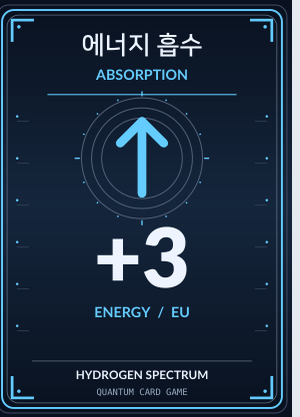 에너지 흡수
ABSORPTION
+3
ENERGY / EU
HYDROGEN SPECTRUM
QUANTUM CARD GAME